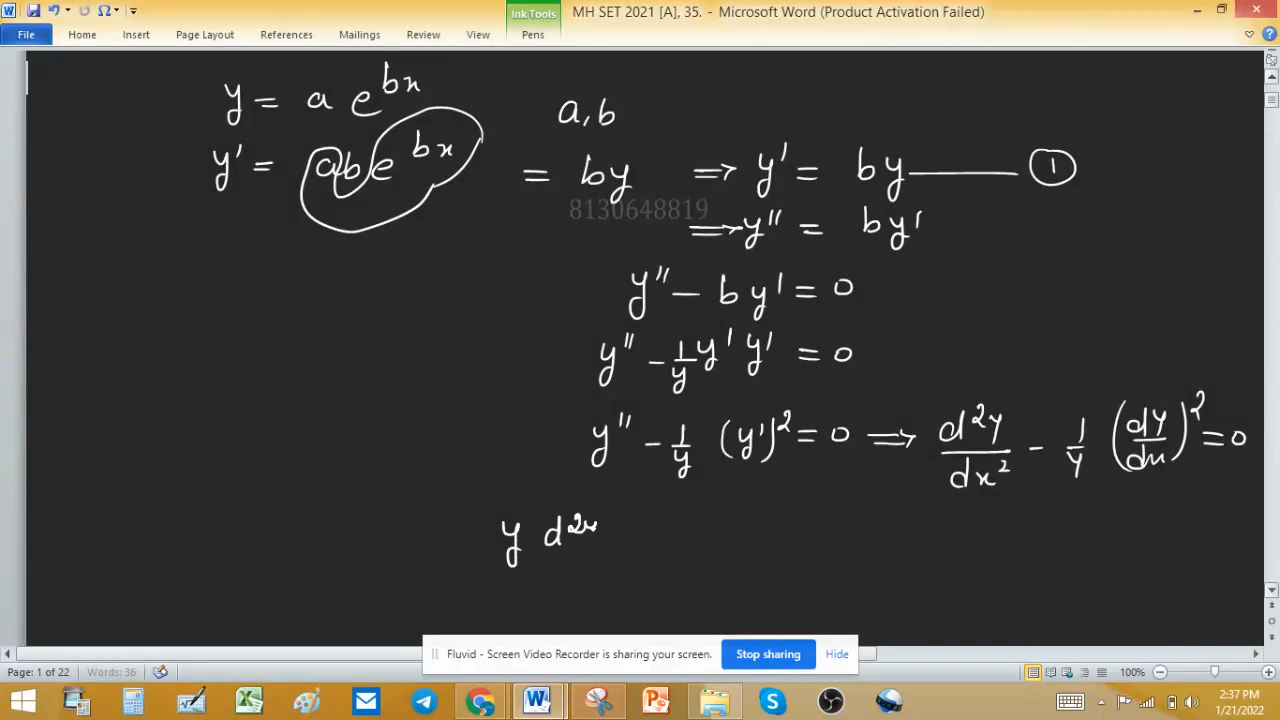 Ink Tools
MH SET 2021 [A], 35. - Microsoft Word (Product Activation Failed)
File Home Insert Page Layout References Mailings Review View Pens
y = a e^{bx}
a, b
y' = a b e^{bx} = by ⟹ y' = by —— ①
8130648819
⟹ y'' = by'
y'' - b y' = 0
y'' - 1/y y' y' = 0
y'' - 1/y (y')² = 0 ⟹ d²y/dx² - 1/y (dy/dx)² = 0
y d²
Fluvid - Screen Video Recorder is sharing your screen. Stop sharing Hide
Page: 1 of 22 Words: 36 100%
2:37 PM
1/21/2022